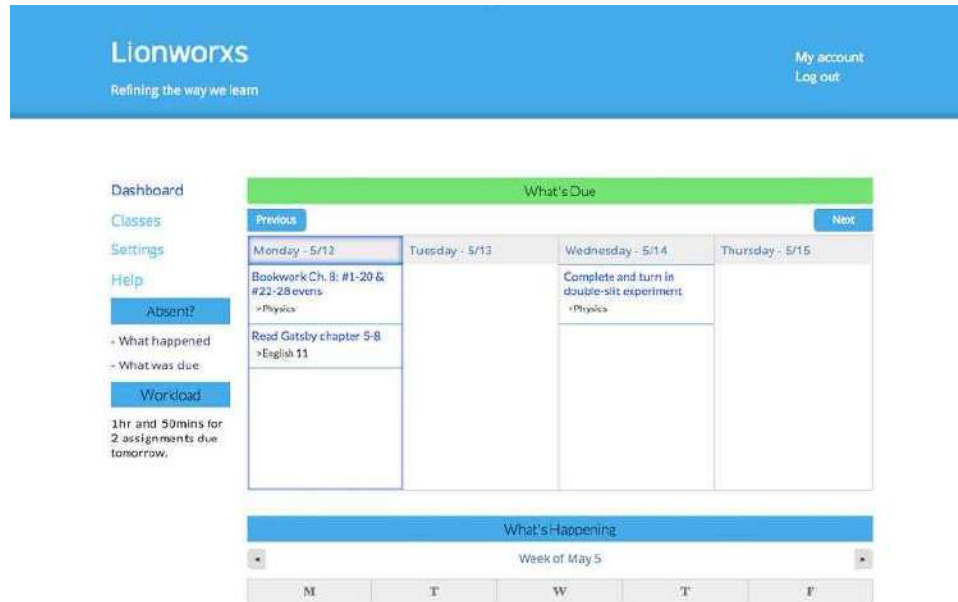 Lionworxs
Refining the way we learn
My account
Log out
Dashboard
Classes
Settings
Help
Absent?
- What happened
- What was due
Workload
1hr and 50mins for
2 assignments due
tomorrow.
What's Due
Previous
Next
Monday - 5/12
Tuesday - 5/13
Wednesday - 5/14
Thursday - 5/15
Bookwork Ch. 8: #1-20 &
#22-28 evens
»Physics
Read Gatsby chapter 5-8
»English 11
Complete and turn in
double-slit experiment
»Physics
What's Happening
Week of May 5
M T W T F